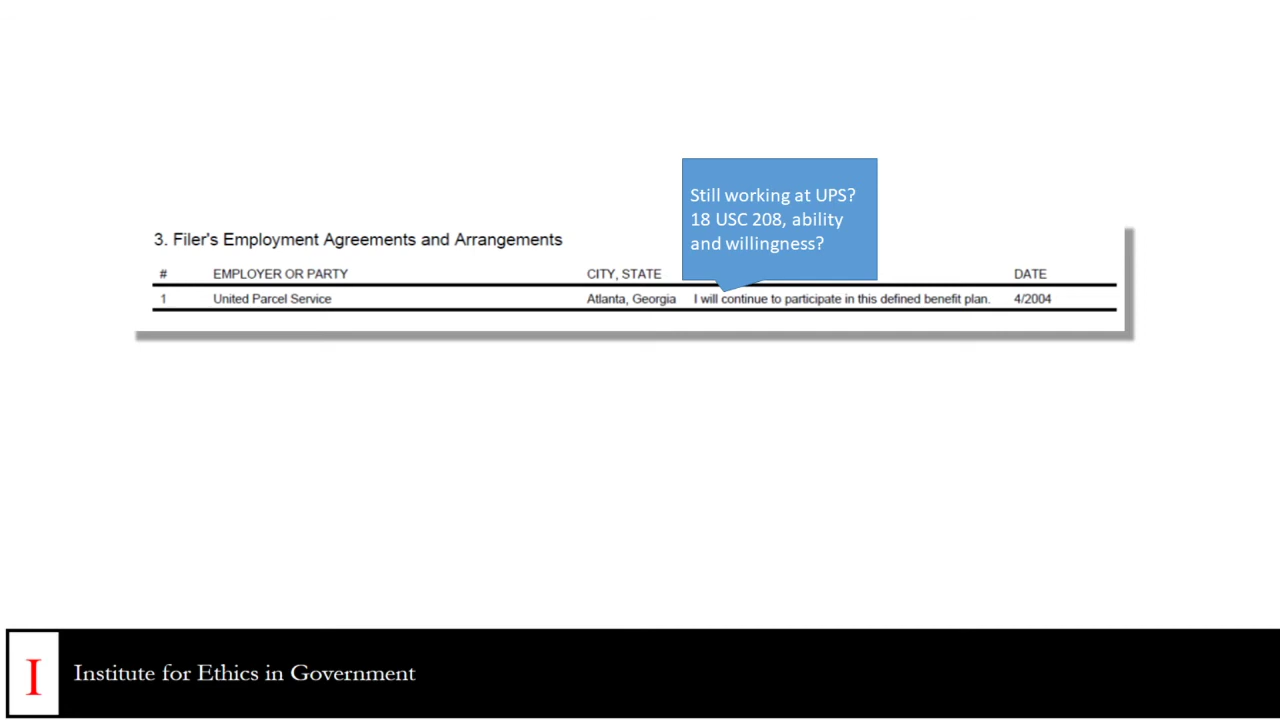 Still working at UPS?
18 USC 208, ability
and willingness?
3. Filer's Employment Agreements and Arrangements
# EMPLOYER OR PARTY CITY, STATE DATE
1 United Parcel Service Atlanta, Georgia I will continue to participate in this defined benefit plan. 4/2004
I Institute for Ethics in Government